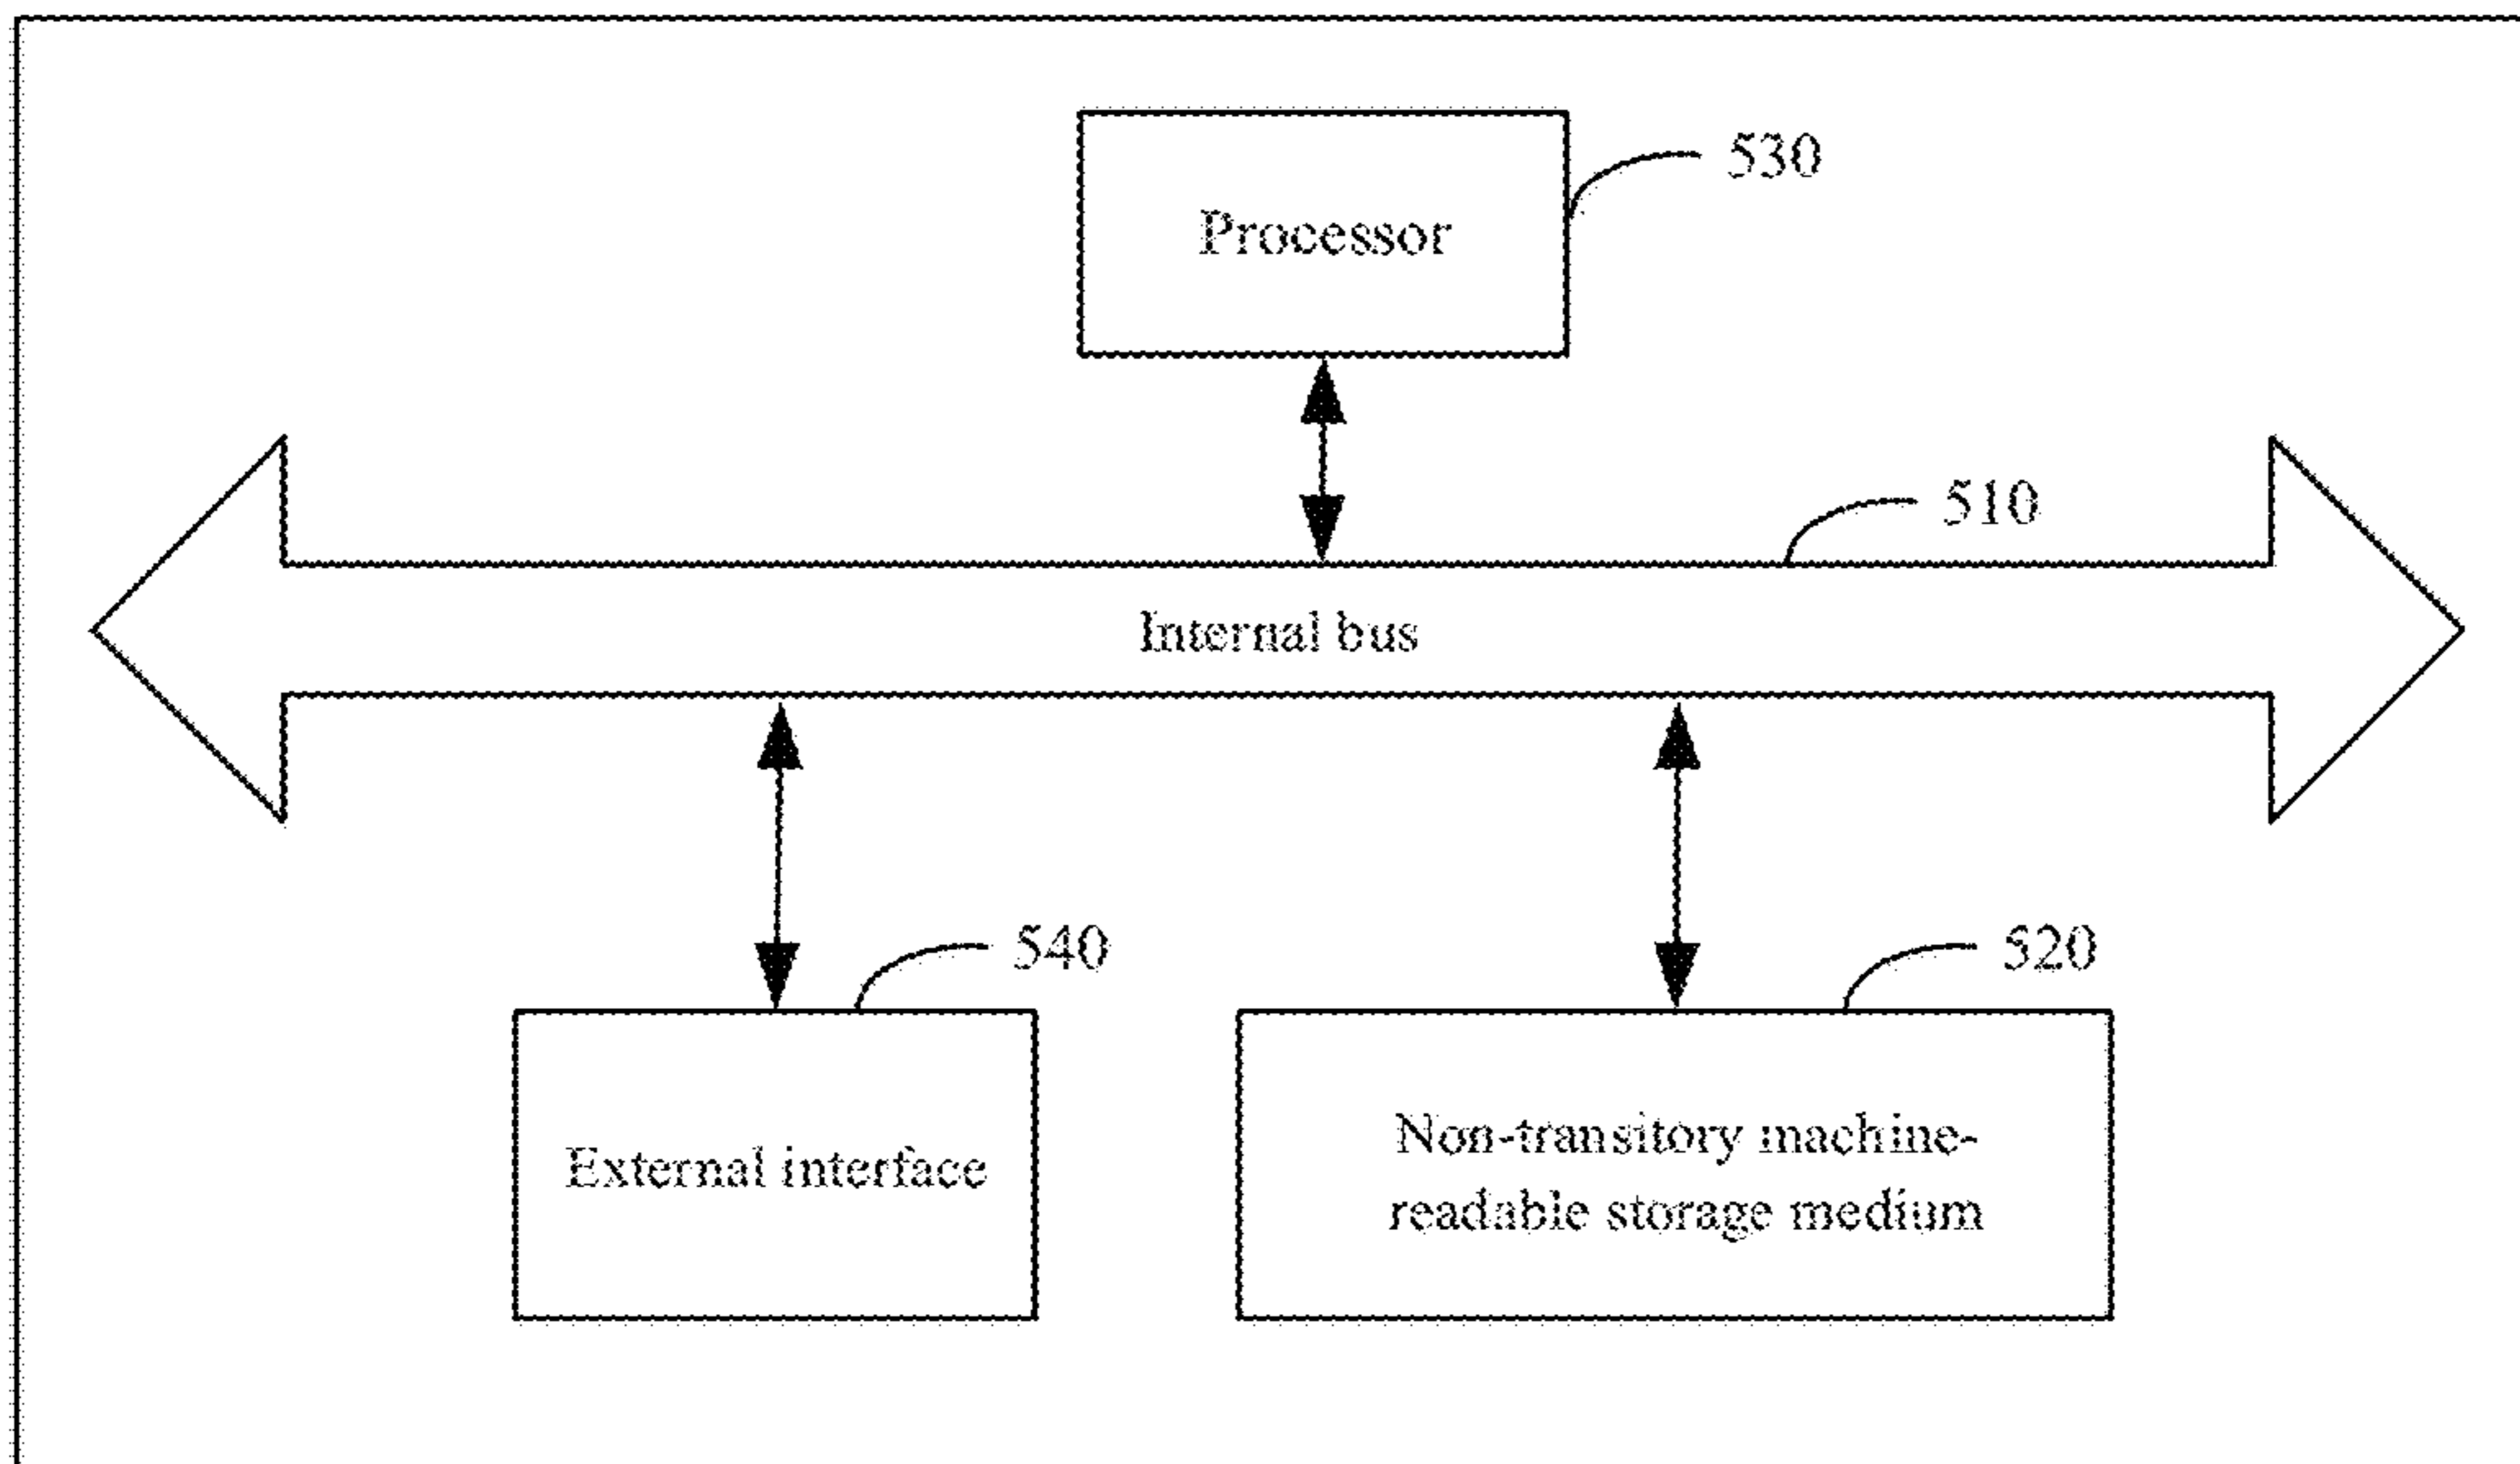 530
Processor
510
Internal bus
540
520
External interface
Non-transitory machine-
readable storage medium